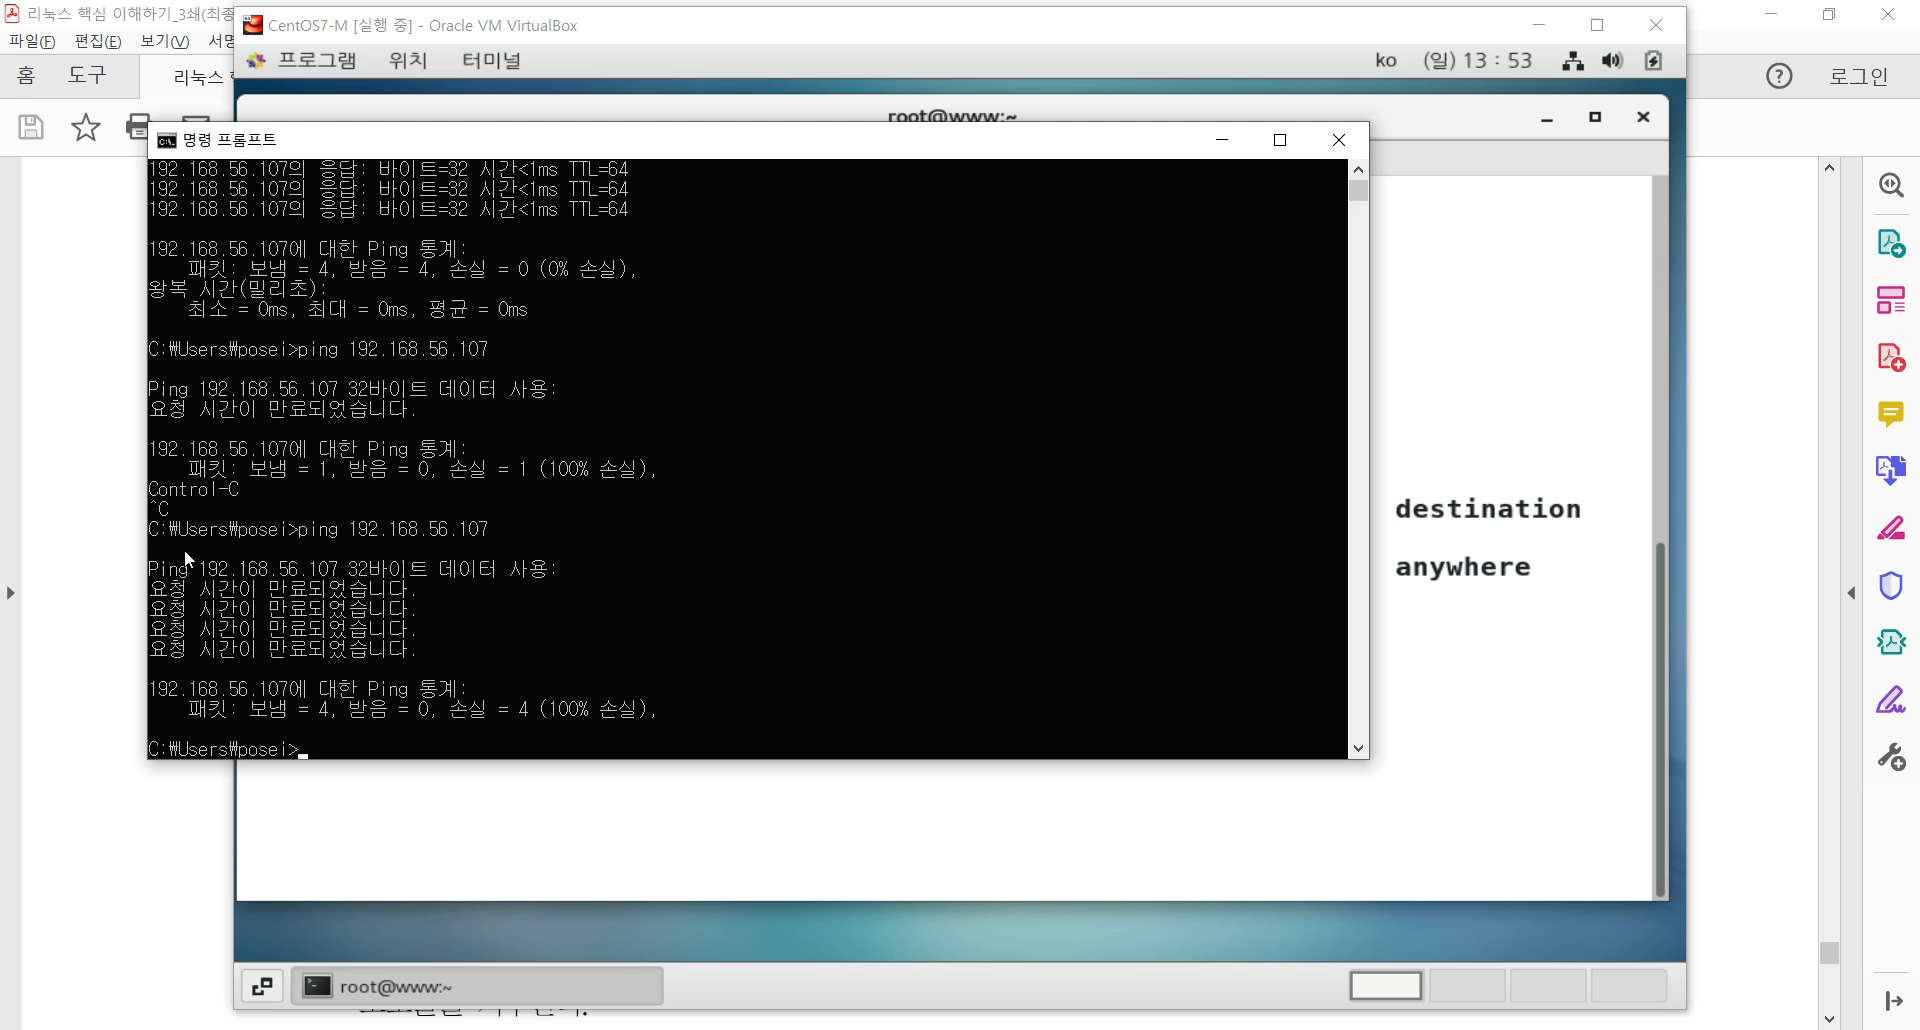 리눅스 핵심 이해하기_3쇄(최종
파일(F) 편집(E) 보기(V) 서명
홈 도구 리눅스
로그인
CentOS7-M [실행 중] - Oracle VM VirtualBox
프로그램 위치 터미널 ko (일) 13 : 53
root@www:~
명령 프롬프트
192.168.56.107의 응답: 바이트=32 시간<1ms TTL=64
192.168.56.107의 응답: 바이트=32 시간<1ms TTL=64
192.168.56.107의 응답: 바이트=32 시간<1ms TTL=64
192.168.56.107에 대한 Ping 통계:
패킷: 보냄 = 4, 받음 = 4, 손실 = 0 (0% 손실),
왕복 시간(밀리초):
최소 = 0ms, 최대 = 0ms, 평균 = 0ms
C:₩Users₩posei>ping 192.168.56.107
Ping 192.168.56.107 32바이트 데이터 사용:
요청 시간이 만료되었습니다.
192.168.56.107에 대한 Ping 통계:
패킷: 보냄 = 1, 받음 = 0, 손실 = 1 (100% 손실),
Control-C
^C
C:₩Users₩posei>ping 192.168.56.107
Ping 192.168.56.107 32바이트 데이터 사용:
요청 시간이 만료되었습니다.
요청 시간이 만료되었습니다.
요청 시간이 만료되었습니다.
요청 시간이 만료되었습니다.
192.168.56.107에 대한 Ping 통계:
패킷: 보냄 = 4, 받음 = 0, 손실 = 4 (100% 손실),
C:₩Users₩posei>
destination
anywhere
root@www:~